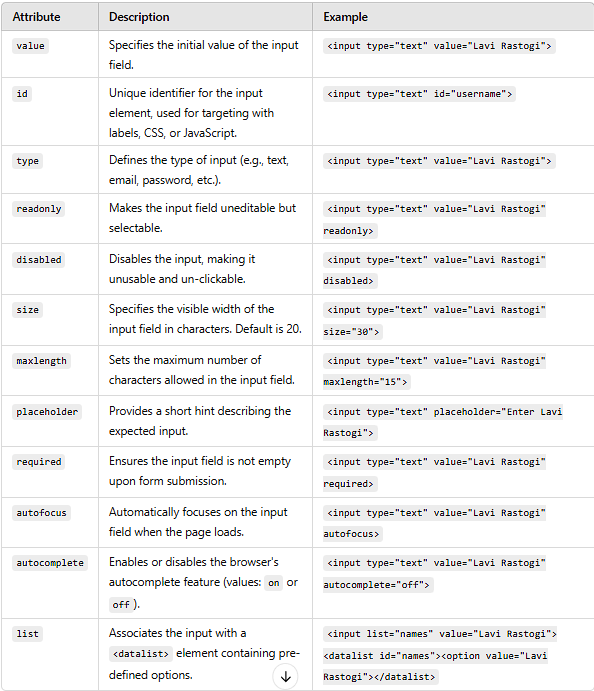 Attribute Description Example
value Specifies the initial value of the input <input type="text" value="Lavi Rastogi">
field.
id Unique identifier for the input <input type="text" id="username">
element, used for targeting with
labels, CSS, or JavaScript.
type Defines the type of input (e.g., text, <input type="text" value="Lavi Rastogi">
email, password, etc.).
readonly Makes the input field uneditable but <input type="text" value="Lavi Rastogi"
selectable. readonly>
disabled Disables the input, making it <input type="text" value="Lavi Rastogi"
unusable and un-clickable. disabled>
size Specifies the visible width of the <input type="text" value="Lavi Rastogi"
input field in characters. Default is 20. size="30">
maxlength Sets the maximum number of <input type="text" value="Lavi Rastogi"
characters allowed in the input field. maxlength="15">
placeholder Provides a short hint describing the <input type="text" placeholder="Enter Lavi
expected input. Rastogi">
required Ensures the input field is not empty <input type="text" value="Lavi Rastogi"
upon form submission. required>
autofocus Automatically focuses on the input <input type="text" value="Lavi Rastogi"
field when the page loads. autofocus>
autocomplete Enables or disables the browser's <input type="text" value="Lavi Rastogi"
autocomplete feature (values: on or autocomplete="off">
off).
list Associates the input with a <input list="names" value="Lavi Rastogi">
<datalist> element containing pre- <datalist id="names"><option value="Lavi
defined options. Rastogi"></datalist>